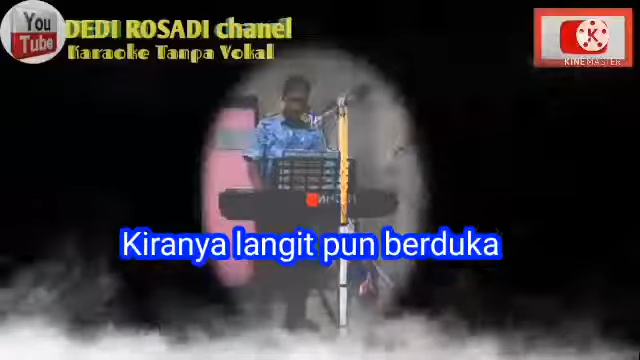 You
Tube
DEDI ROSADI chanel
Karaoke Tanpa Vokal
K
KINEMASTER
Kiranya langit pun berduka